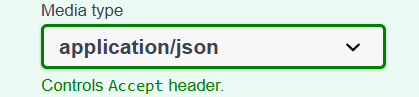 Media type
application/json
Controls Accept header.